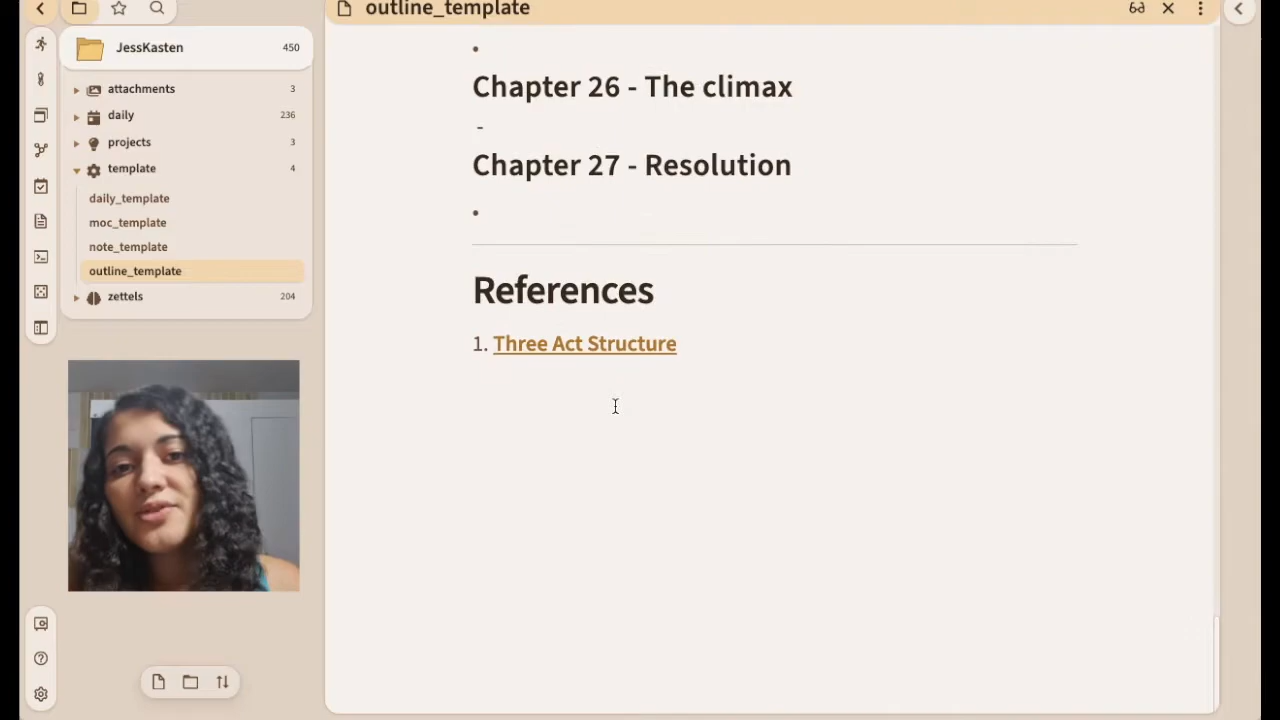 outline_template
JessKasten 450
attachments 3
daily 236
projects 3
template 4
daily_template
moc_template
note_template
outline_template
zettels 204
•
Chapter 26 - The climax
-
Chapter 27 - Resolution
•
References
1. Three Act Structure